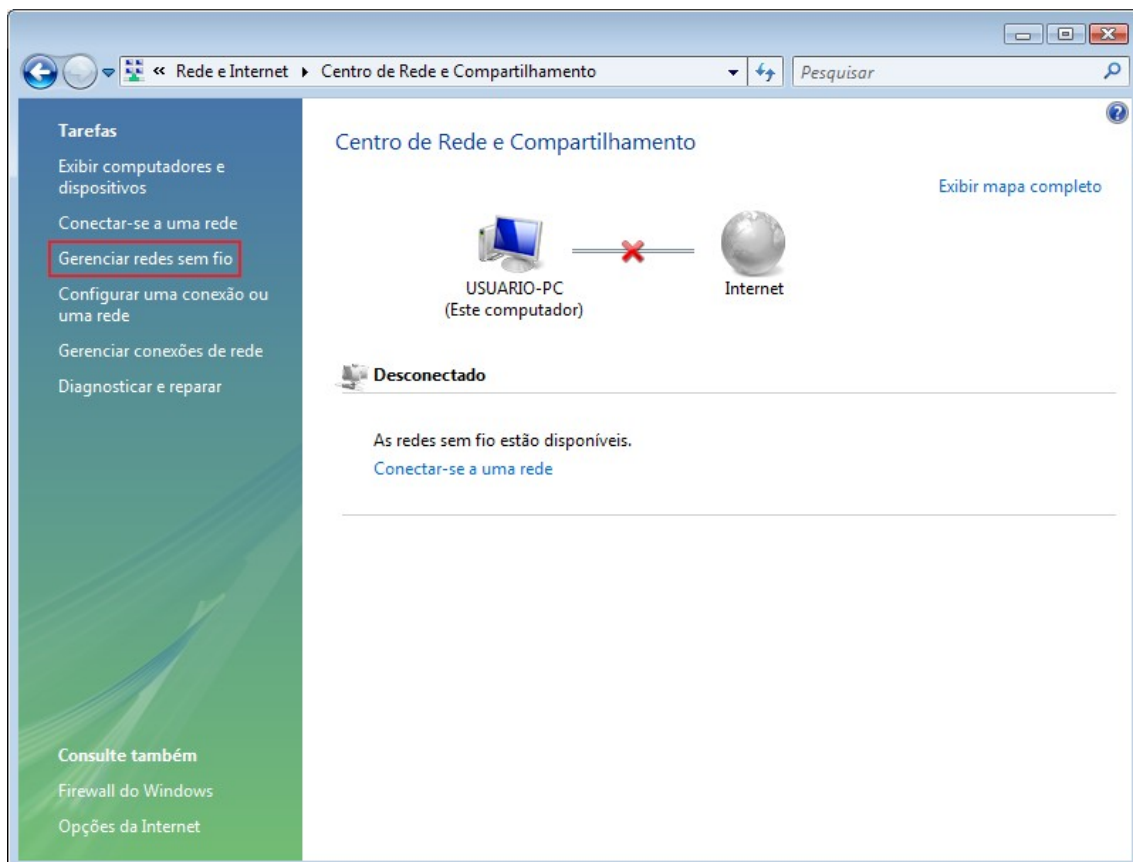 « Rede e Internet ▸ Centro de Rede e Compartilhamento
Pesquisar
Tarefas
Exibir computadores e
dispositivos
Conectar-se a uma rede
Gerenciar redes sem fio
Configurar uma conexão ou
uma rede
Gerenciar conexões de rede
Diagnosticar e reparar
Consulte também
Firewall do Windows
Opções da Internet
Centro de Rede e Compartilhamento
Exibir mapa completo
USUARIO-PC
(Este computador)
Internet
Desconectado
As redes sem fio estão disponíveis.
Conectar-se a uma rede